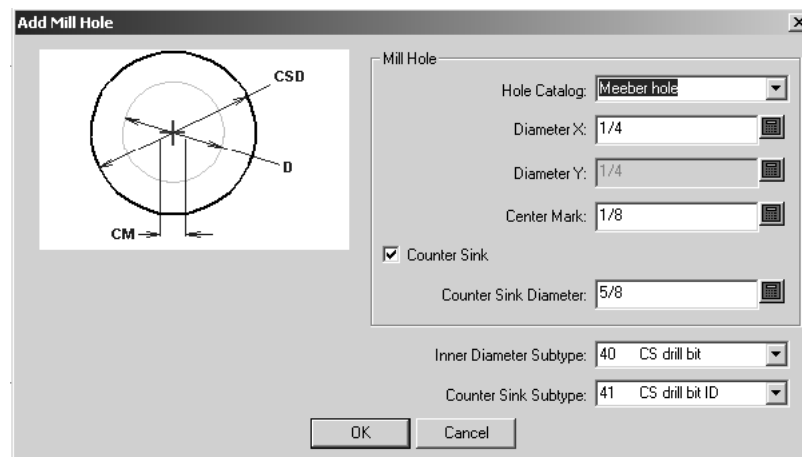 Add Mill Hole
CSD
D
CM
Mill Hole
Hole Catalog: Meeber hole
Diameter X: 1/4
Diameter Y: 1/4
Center Mark: 1/8
Counter Sink
Counter Sink Diameter: 5/8
Inner Diameter Subtype: 40 CS drill bit
Counter Sink Subtype: 41 CS drill bit ID
OK Cancel